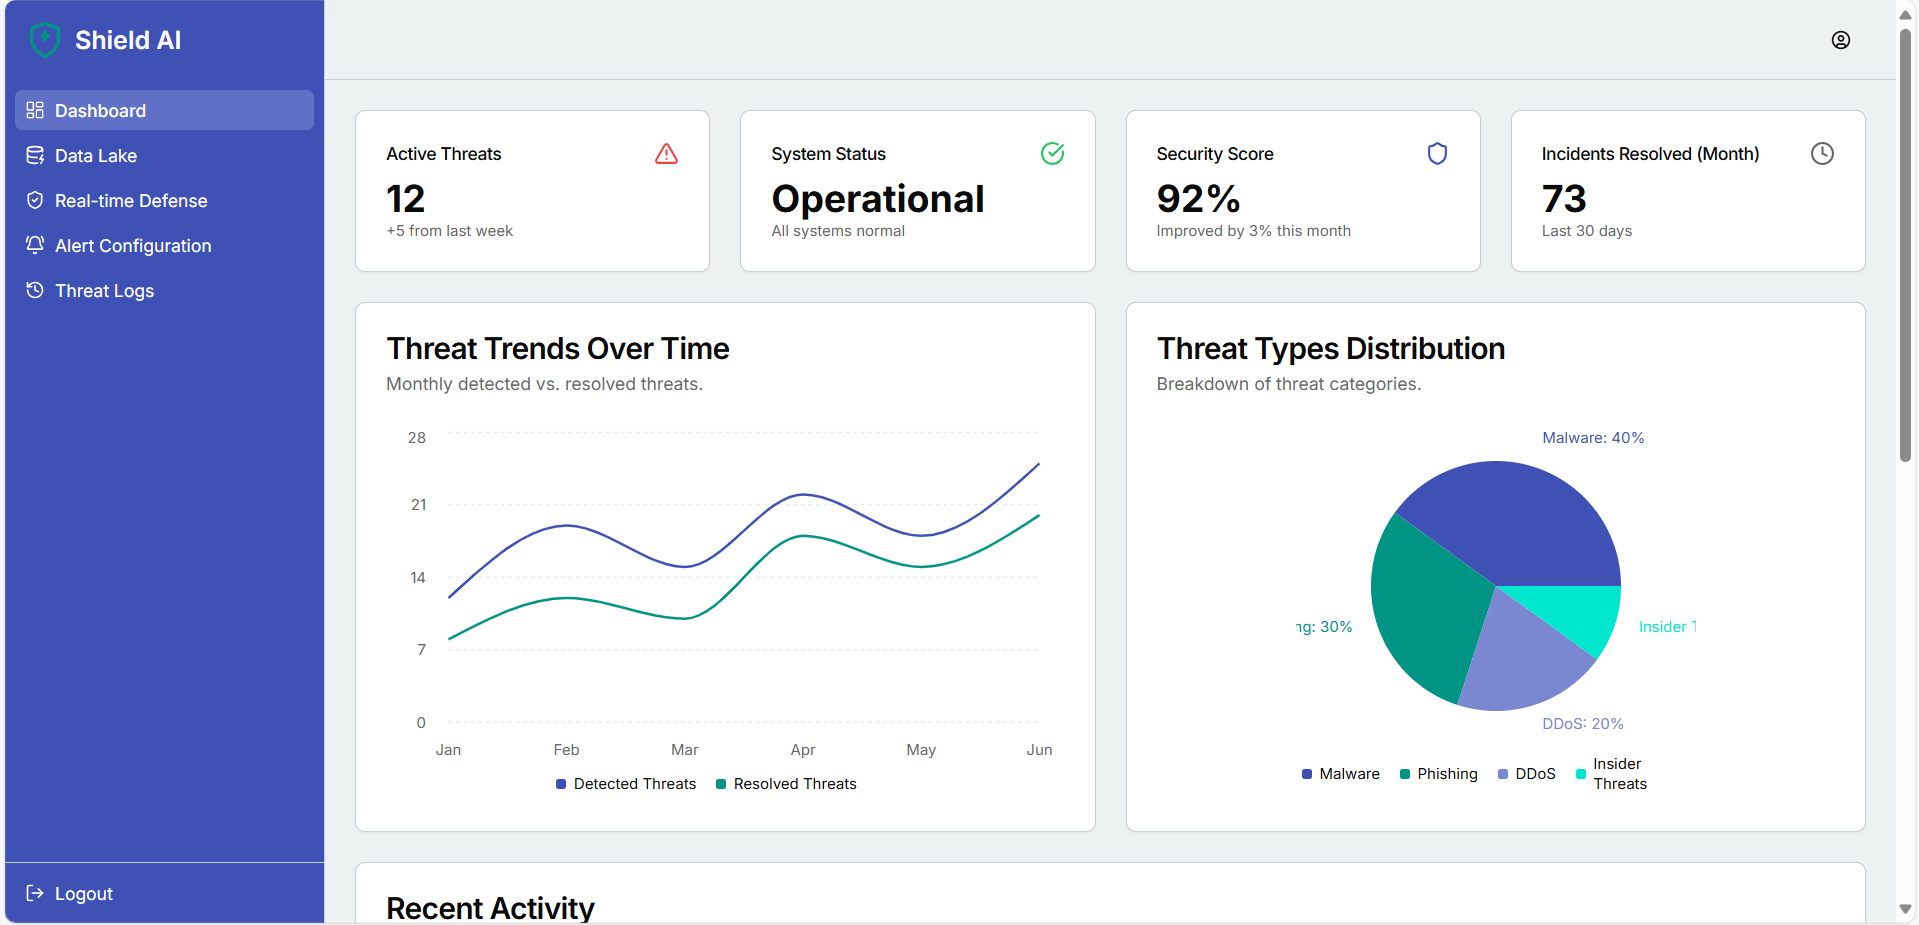 Shield AI
Dashboard
Data Lake
Real-time Defense
Alert Configuration
Threat Logs
Logout
Active Threats
12
+5 from last week
System Status
Operational
All systems normal
Security Score
92%
Improved by 3% this month
Incidents Resolved (Month)
73
Last 30 days
Threat Trends Over Time
Monthly detected vs. resolved threats.
28
21
14
7
0
Jan Feb Mar Apr May Jun
Detected Threats Resolved Threats
Threat Types Distribution
Breakdown of threat categories.
Malware: 40%
ng: 30%
Insider
DDoS: 20%
Malware Phishing DDoS Insider
Threats
Recent Activity